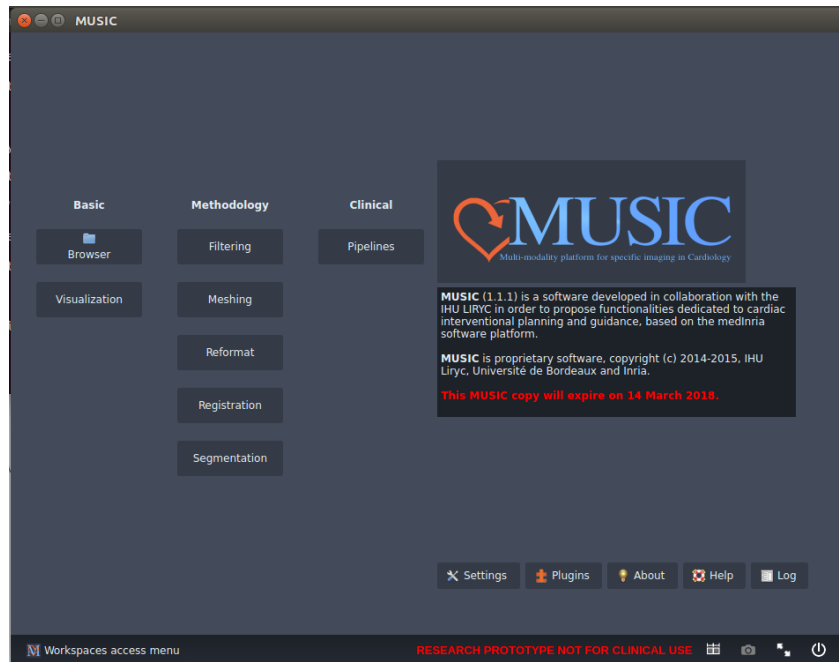 MUSIC
Basic
Methodology
Clinical
Browser
Filtering
Pipelines
Visualization
Meshing
Reformat
Registration
Segmentation
MUSIC
Multi-modality platform for specific imaging in Cardiology
MUSIC (1.1.1) is a software developed in collaboration with the
IHU LIRYC in order to propose functionalities dedicated to cardiac
interventional planning and guidance, based on the medInria
software platform.
MUSIC is proprietary software, copyright (c) 2014-2015, IHU
Liryc, Université de Bordeaux and Inria.
This MUSIC copy will expire on 14 March 2018.
Settings
Plugins
About
Help
Log
Workspaces access menu
RESEARCH PROTOTYPE NOT FOR CLINICAL USE